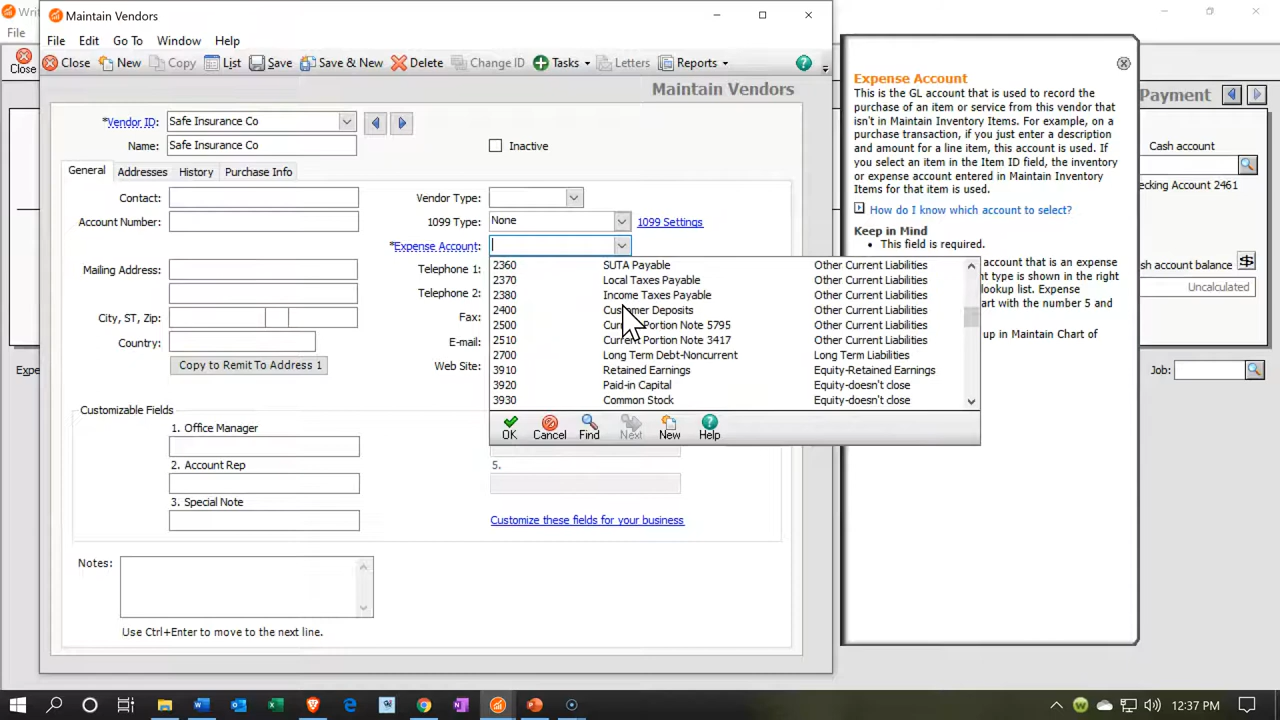 Writ
File
Close
Maintain Vendors
File Edit Go To Window Help
Close New Copy List Save Save & New Delete Change ID Tasks Letters Reports
Maintain Vendors
*Vendor ID: Safe Insurance Co
Name: Safe Insurance Co
Inactive
General Addresses History Purchase Info
Contact:
Account Number:
Mailing Address:
City, ST, Zip:
Country:
Copy to Remit To Address 1
Vendor Type:
1099 Type: None 1099 Settings
*Expense Account:
Telephone 1:
Telephone 2:
Fax:
E-mail:
Web Site:
2360 SUTA Payable Other Current Liabilities
2370 Local Taxes Payable Other Current Liabilities
2380 Income Taxes Payable Other Current Liabilities
2400 Customer Deposits Other Current Liabilities
2500 Current Portion Note 5795 Other Current Liabilities
2510 Current Portion Note 3417 Other Current Liabilities
2700 Long Term Debt-Noncurrent Long Term Liabilities
3910 Retained Earnings Equity-Retained Earnings
3920 Paid-in Capital Equity-doesn't close
3930 Common Stock Equity-doesn't close
OK Cancel Find Next New Help
Customizable Fields
1. Office Manager
2. Account Rep
3. Special Note
5.
Customize these fields for your business
Notes:
Use Ctrl+Enter to move to the next line.
Expe
Expense Account
This is the GL account that is used to record the
purchase of an item or service from this vendor that
isn't in Maintain Inventory Items. For example, on a
purchase transaction, if you just enter a description
and amount for a line item, this account is used. If
you select an item in the Item ID field, the inventory
or expense account entered in Maintain Inventory
Items for that item is used.
How do I know which account to select?
Keep in Mind
• This field is required.
account that is an expense
nt type is shown in the right
lookup list. Expense
art with the number 5 and
up in Maintain Chart of
Payment
Cash account
ecking Account 2461
sh account balance
Uncalculated
Job:
12:37 PM